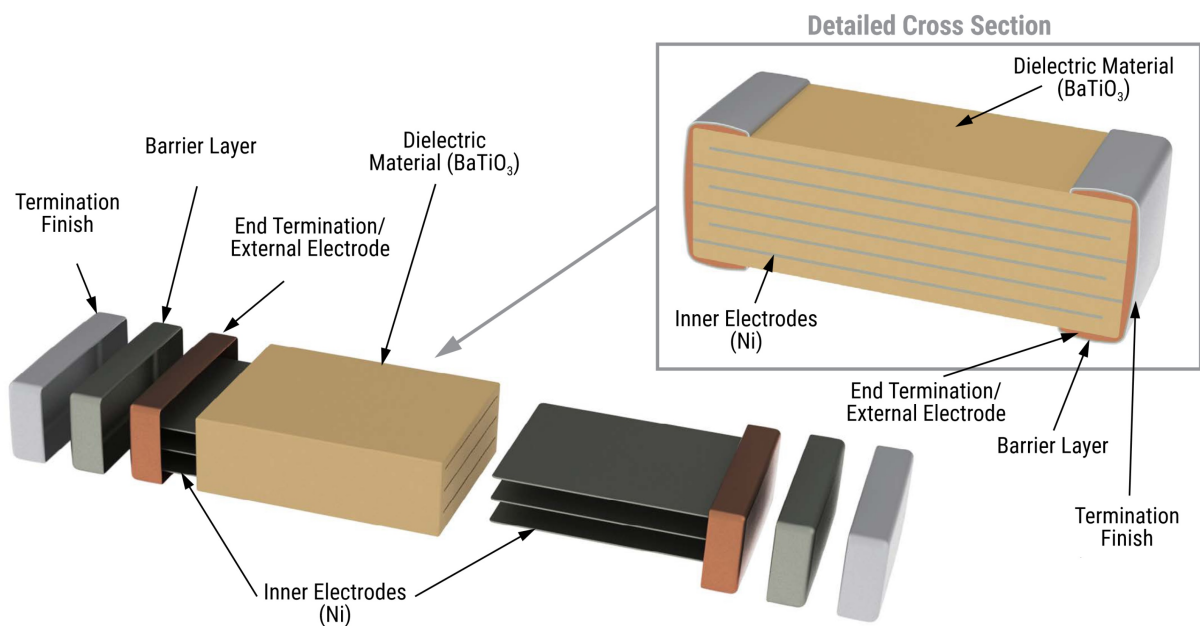 Detailed Cross Section
Dielectric Material
(BaTiO₃)
Barrier Layer
Dielectric
Material (BaTiO₃)
Termination
Finish
End Termination/
External Electrode
Inner Electrodes
(Ni)
End Termination/
External Electrode
Barrier Layer
Termination
Finish
Inner Electrodes
(Ni)